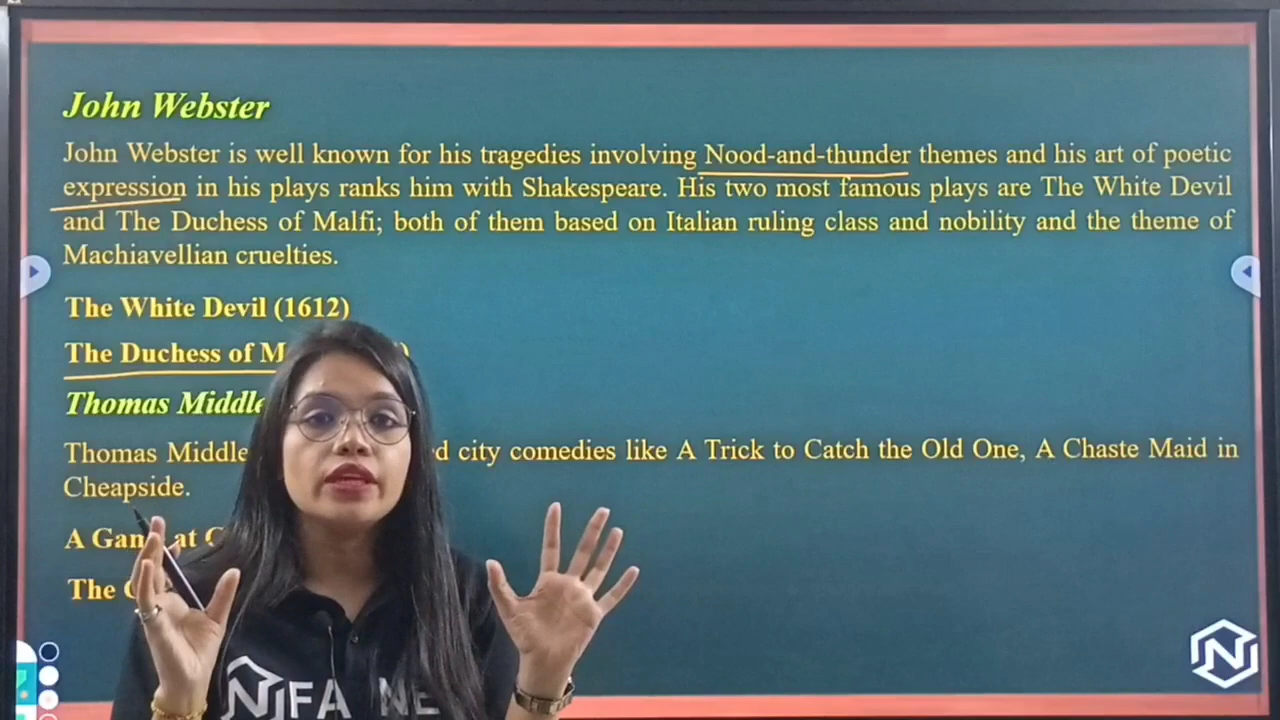 John Webster
John Webster is well known for his tragedies involving Nood-and-thunder themes and his art of poetic
expression in his plays ranks him with Shakespeare. His two most famous plays are The White Devil
and The Duchess of Malfi; both of them based on Italian ruling class and nobility and the theme of
Machiavellian cruelties.
The White Devil (1612)
The Duchess of
Thomas
Thomas city comedies like A Trick to Catch the Old One, A Chaste Maid in
Cheapside.
A at
The